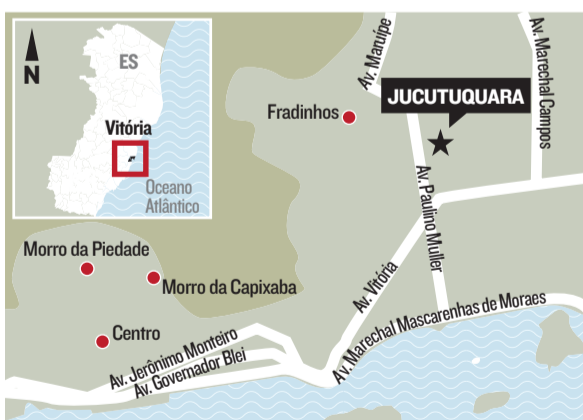 N
ES
Vitória
Oceano
Atlântico
Av. Maruípe
Av. Marechal Campos
Fradinhos
JUCUTUQUARA
Av. Paulino Muller
Av. Vitória
Morro da Piedade
Morro da Capixaba
Centro
Av. Jerônimo Monteiro
Av. Governador Blei
Av. Marechal Mascarenhas de Moraes